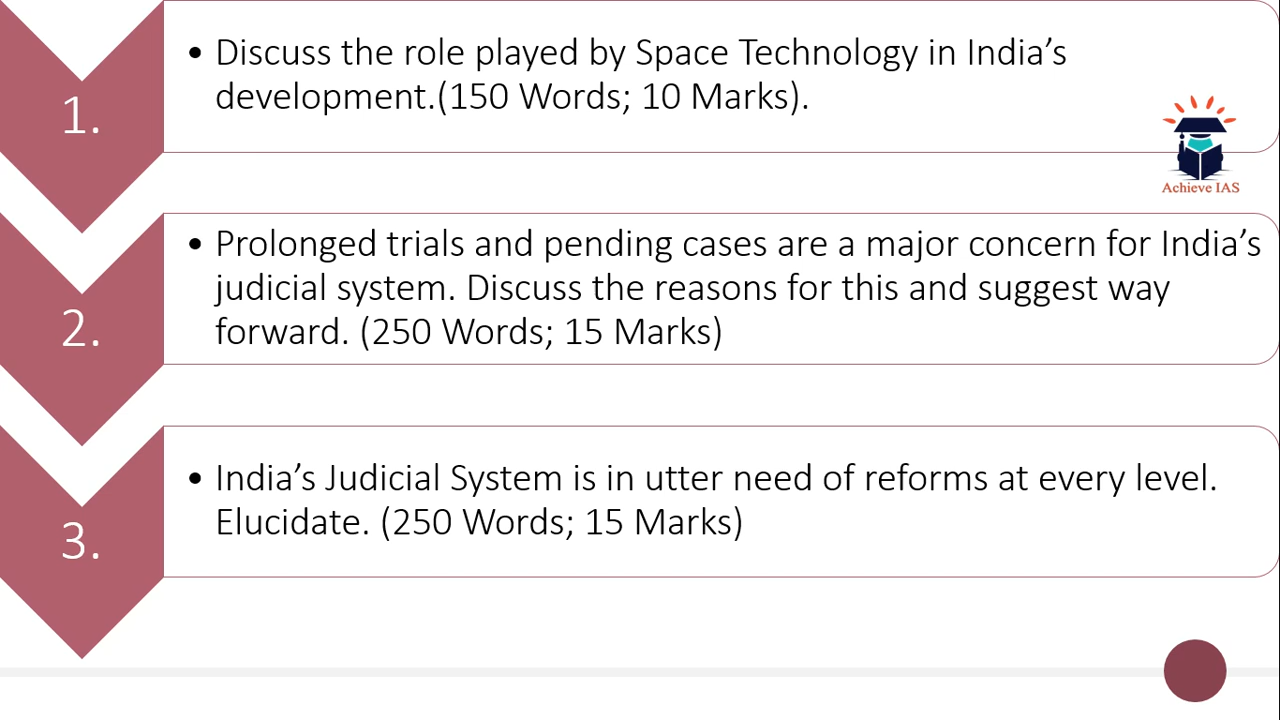 1.
• Discuss the role played by Space Technology in India’s
development.(150 Words; 10 Marks).
Achieve IAS
2.
• Prolonged trials and pending cases are a major concern for India’s
judicial system. Discuss the reasons for this and suggest way
forward. (250 Words; 15 Marks)
3.
• India’s Judicial System is in utter need of reforms at every level.
Elucidate. (250 Words; 15 Marks)